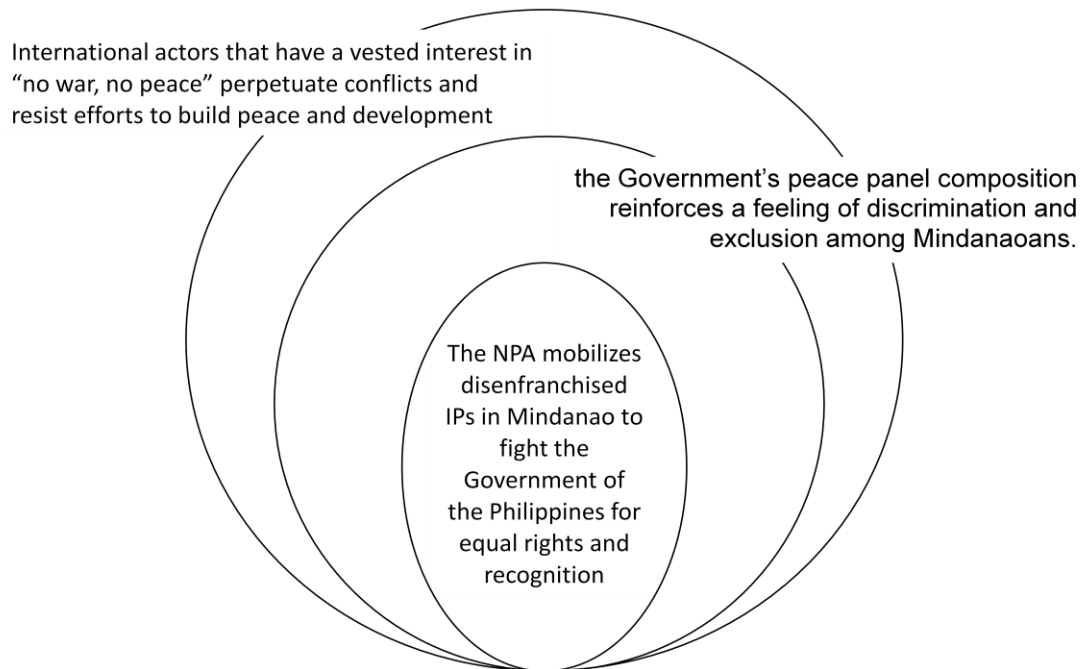 International actors that have a vested interest in
“no war, no peace” perpetuate conflicts and
resist efforts to build peace and development
the Government’s peace panel composition
reinforces a feeling of discrimination and
exclusion among Mindanaoans.
The NPA mobilizes
disenfranchised
IPs in Mindanao to
fight the
Government of
the Philippines for
equal rights and
recognition